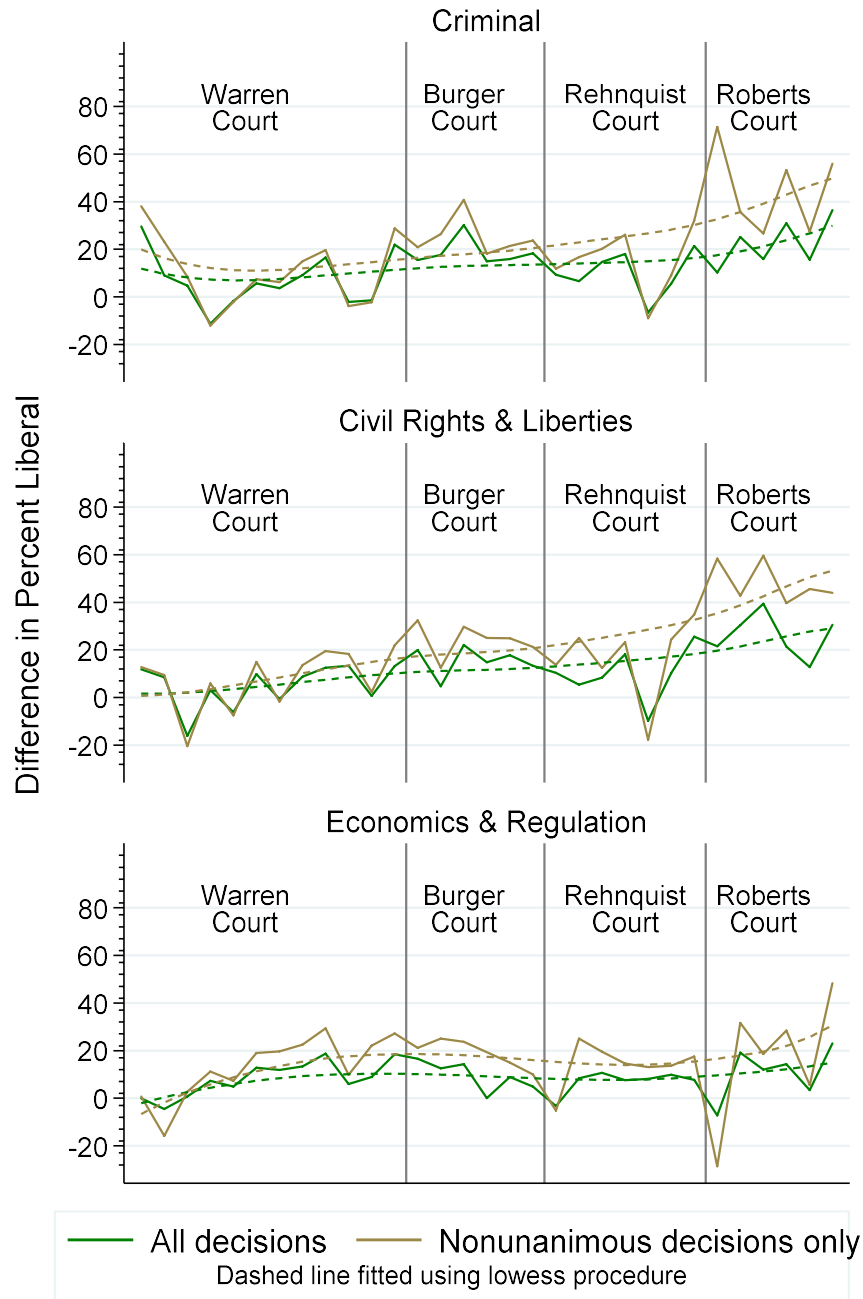 Difference in Percent Liberal
Criminal
Warren
Court
Burger
Court
Rehnquist
Court
Roberts
Court
80
60
40
20
0
-20
Civil Rights & Liberties
Warren
Court
Burger
Court
Rehnquist
Court
Roberts
Court
80
60
40
20
0
-20
Economics & Regulation
Warren
Court
Burger
Court
Rehnquist
Court
Roberts
Court
80
60
40
20
0
-20
All decisions
Nonunanimous decisions only
Dashed line fitted using lowess procedure